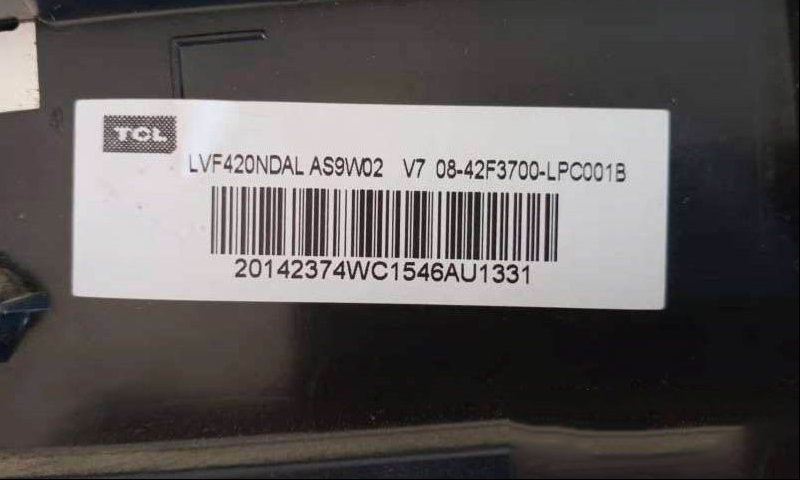 TCL
LVF420NDAL AS9W02 V7 08-42F3700-LPC001B
20142374WC1546AU1331